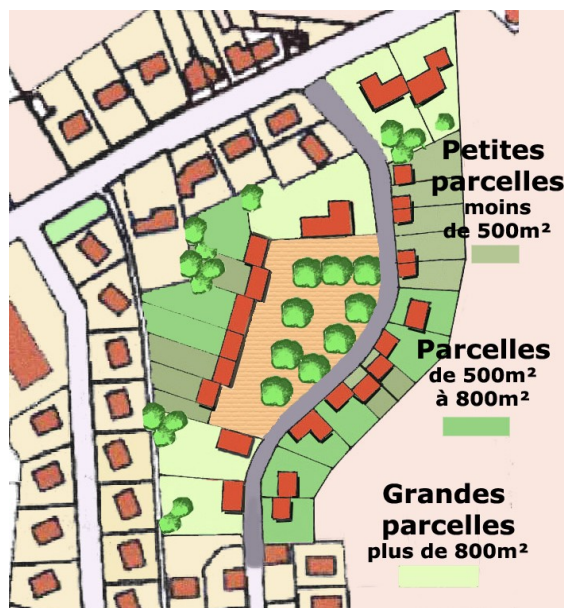 Petites
parcelles
moins
de 500m²
Parcelles
de 500m²
à 800m²
Grandes
parcelles
plus de 800m²